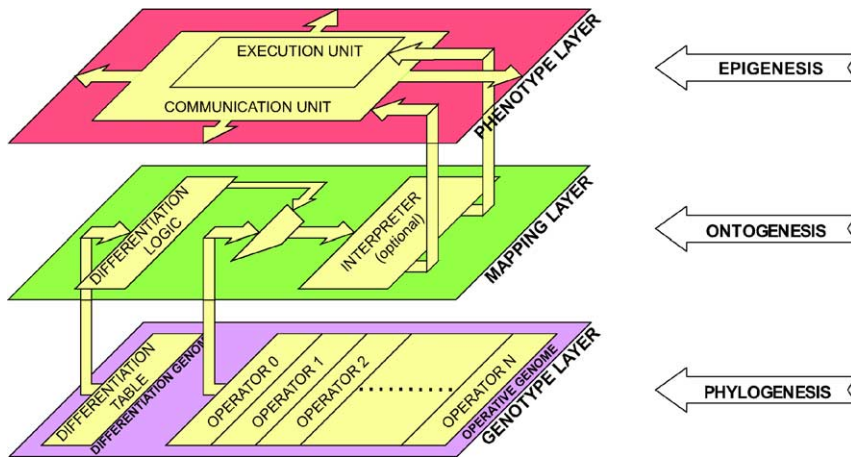 EXECUTION UNIT
COMMUNICATION UNIT
PHENOTYPE LAYER
EPIGENESIS
DIFFERENTIATION
LOGIC
INTERPRETER
(optional)
MAPPING LAYER
ONTOGENESIS
DIFFERENTIATION
TABLE
DIFFERENTIATION GENOME
OPERATOR 0
OPERATOR 1
OPERATOR 2
OPERATOR N
OPERATIVE GENOME
GENOTYPE LAYER
PHYLOGENESIS